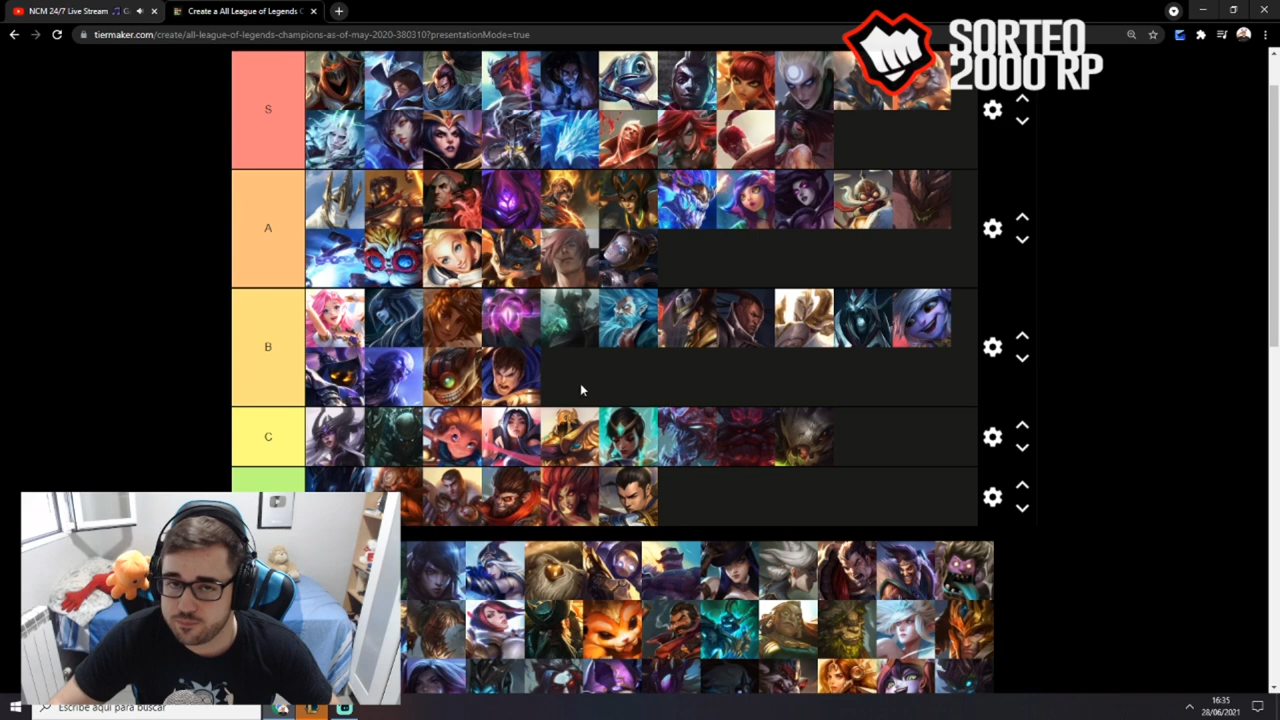 NCM 24/7 Live Stream
Create a All League of Legends C
tiermaker.com/create/all-league-of-legends-champions-as-of-may-2020-380310?presentationMode=true
SORTEO
2000 RP
S
A
B
C
Escribe aquí para buscar
16:35
28/06/2021